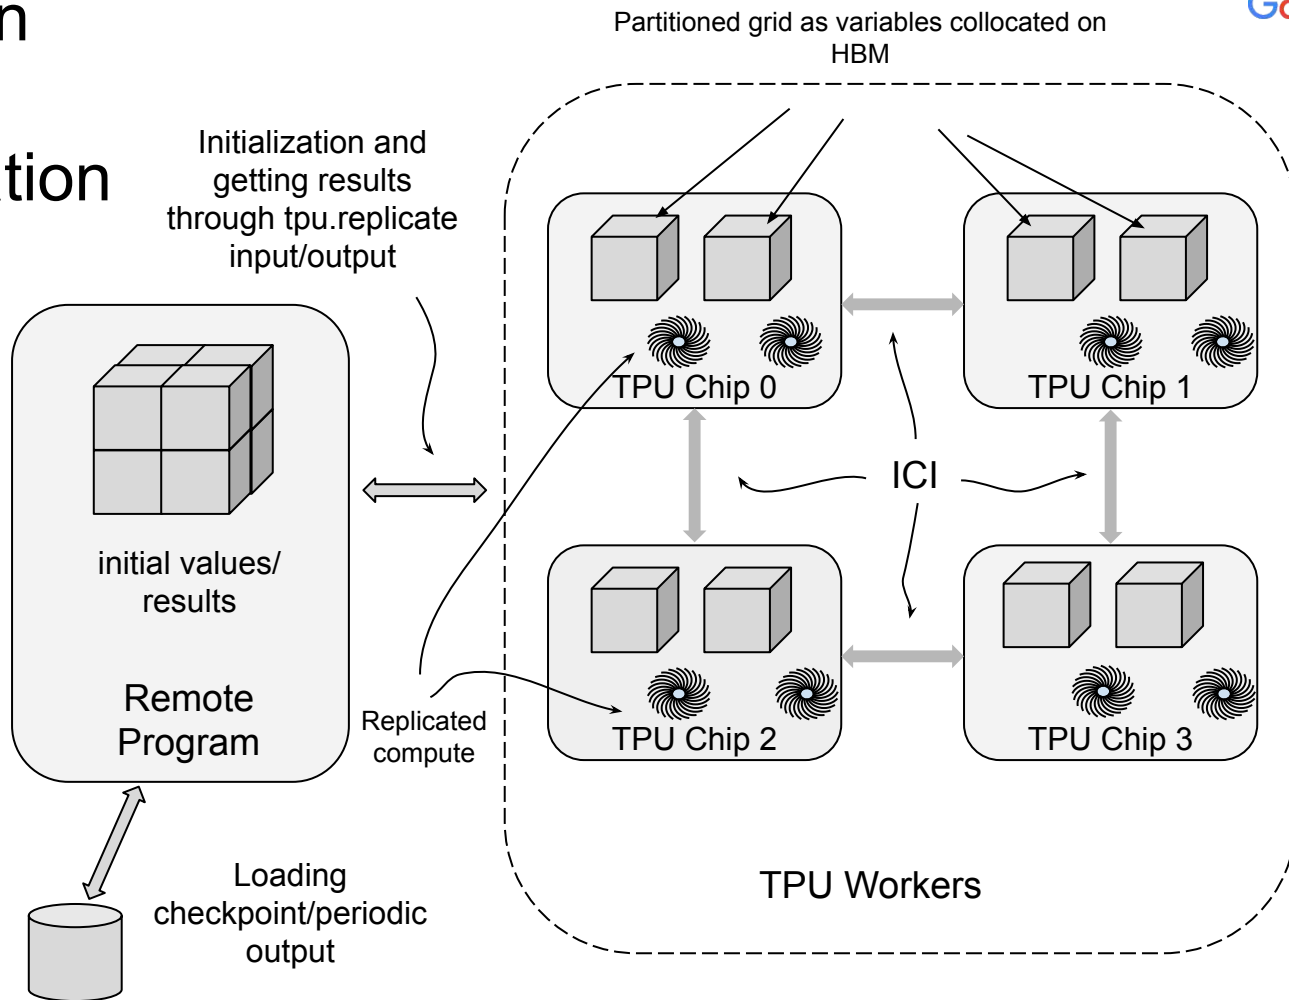 Partitioned grid as variables collocated on
HBM
Initialization and
getting results
through tpu.replicate
input/output
TPU Chip 0
TPU Chip 1
ICI
initial values/
results
Remote
Program
Replicated
compute
TPU Chip 2
TPU Chip 3
Loading
checkpoint/periodic
output
TPU Workers